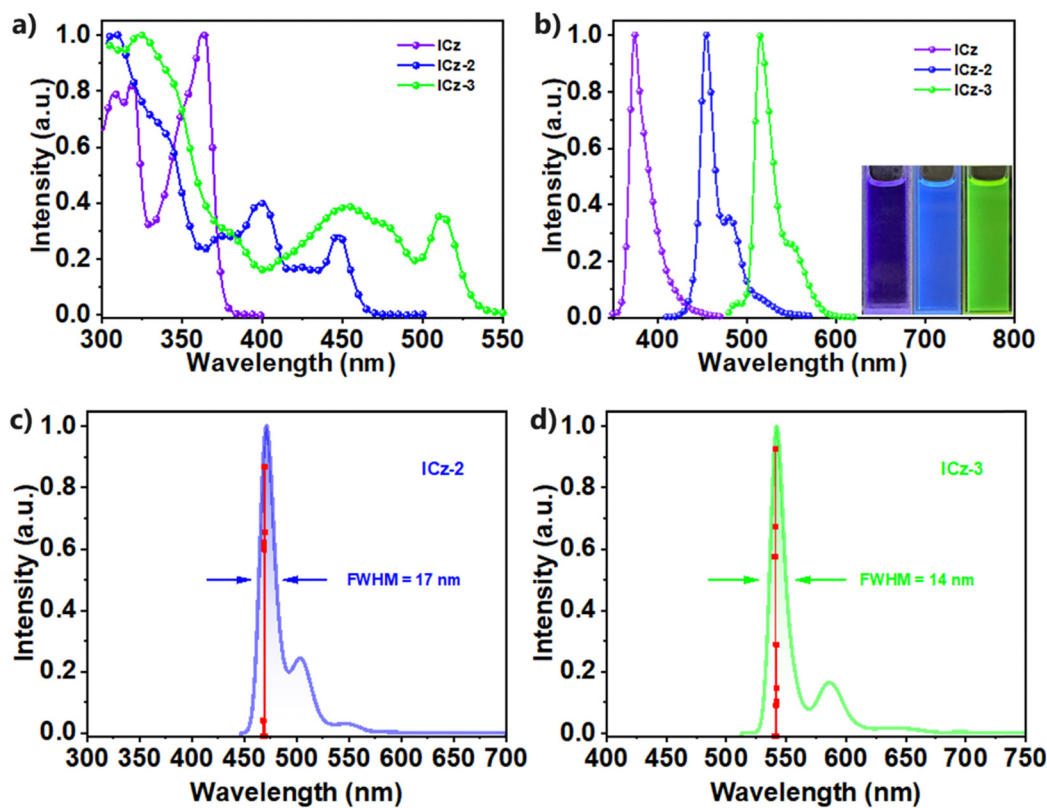 a)
Intensity (a.u.)
1.0
0.8
0.6
0.4
0.2
0.0
300 350 400 450 500 550
Wavelength (nm)
ICz
ICz-2
ICz-3
b)
Intensity (a.u.)
1.0
0.8
0.6
0.4
0.2
0.0
400 500 600 700 800
Wavelength (nm)
ICz
ICz-2
ICz-3
c)
Intensity (a.u.)
1.0
0.8
0.6
0.4
0.2
0.0
300 350 400 450 500 550 600 650 700
Wavelength (nm)
ICz-2
FWHM = 17 nm
d)
Intensity (a.u.)
1.0
0.8
0.6
0.4
0.2
0.0
400 450 500 550 600 650 700 750
Wavelength (nm)
ICz-3
FWHM = 14 nm